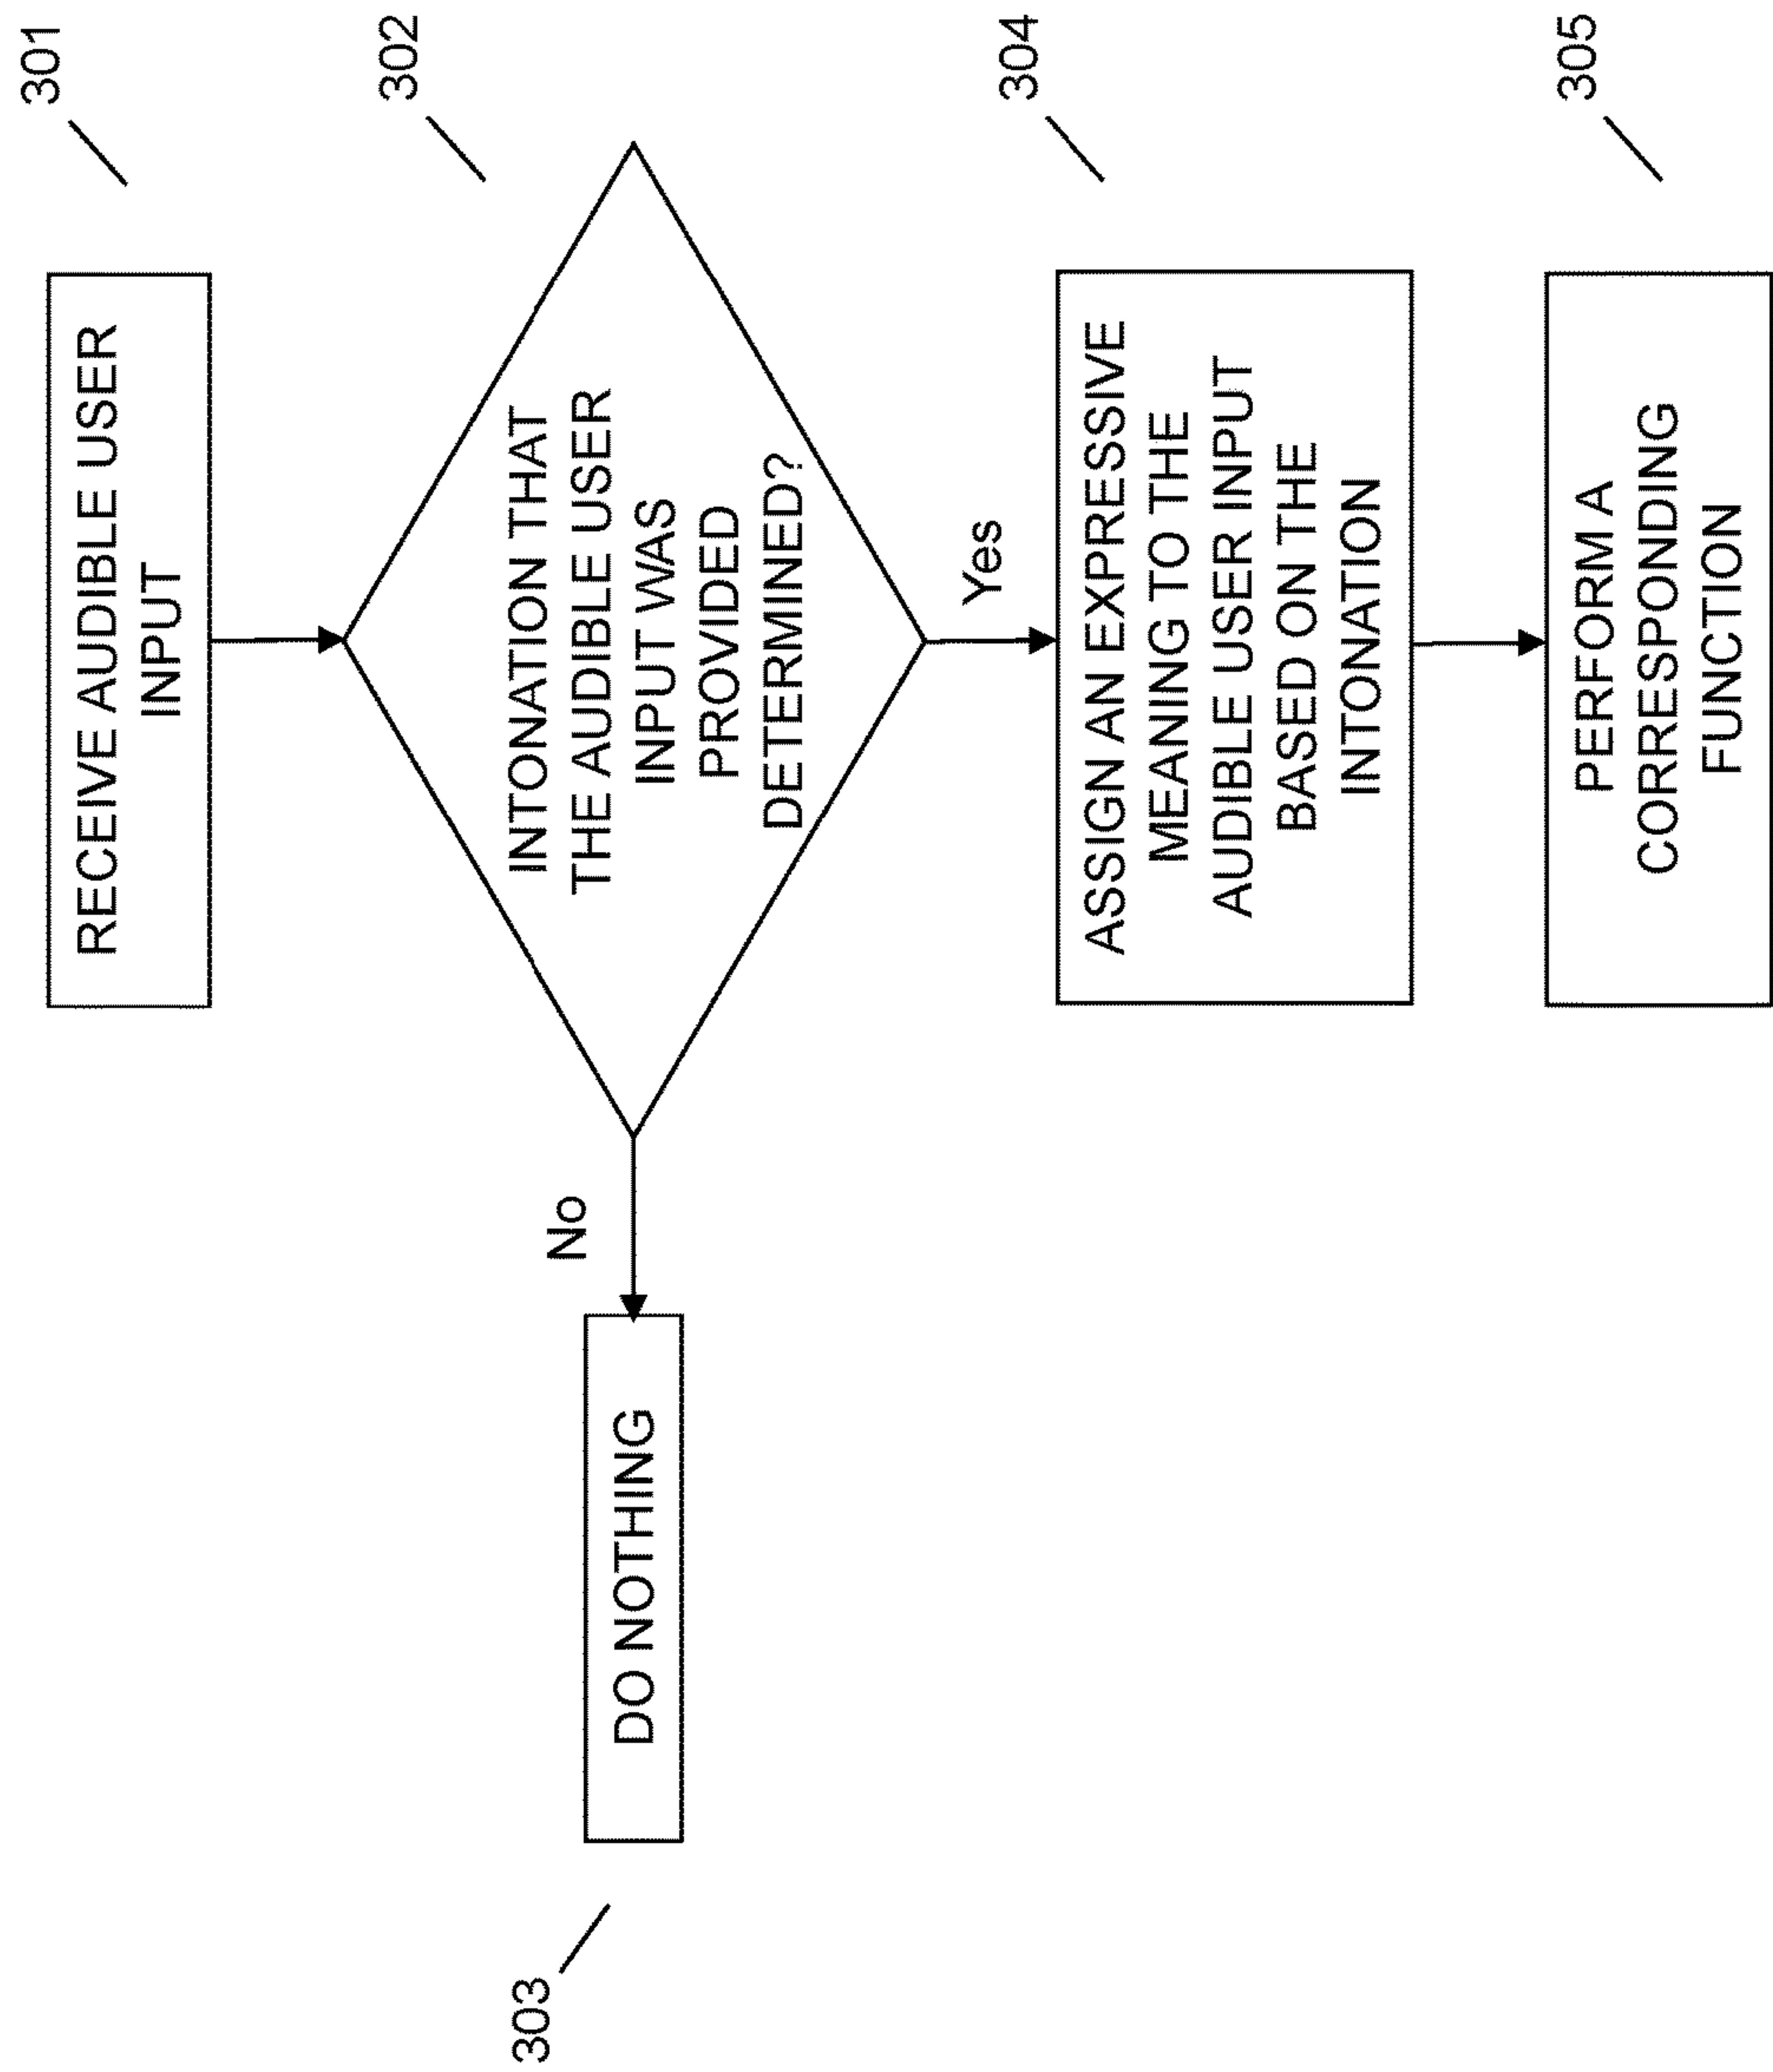 301
RECEIVE AUDIBLE USER
INPUT
302
INTONATION THAT
THE AUDIBLE USER
INPUT WAS
PROVIDED
DETERMINED?
No
303
DO NOTHING
Yes
304
ASSIGN AN EXPRESSIVE
MEANING TO THE
AUDIBLE USER INPUT
BASED ON THE
INTONATION
305
PERFORM A
CORRESPONDING
FUNCTION